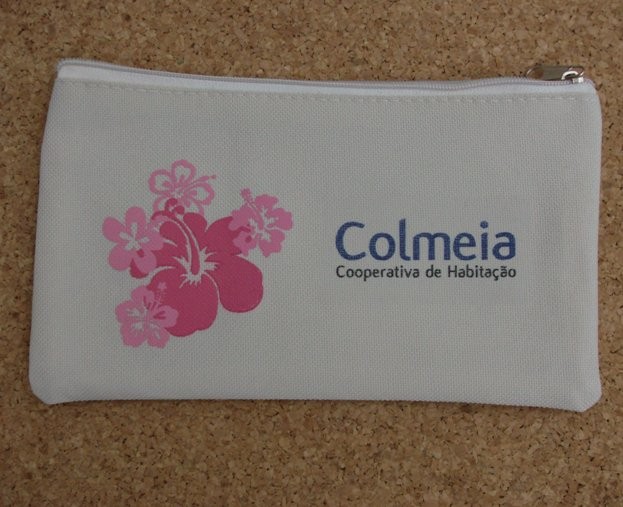 Colmeia
Cooperativa de Habitação